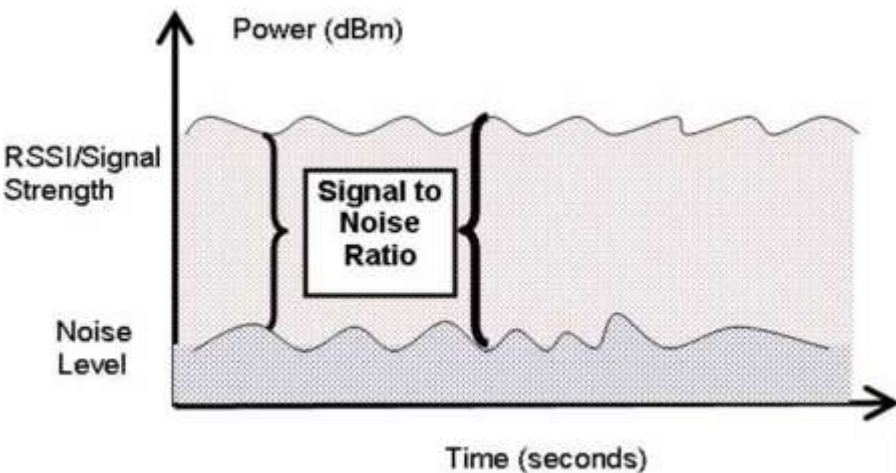 Power (dBm)
RSSI/Signal
Strength
Signal to
Noise
Ratio
Noise
Level
Time (seconds)